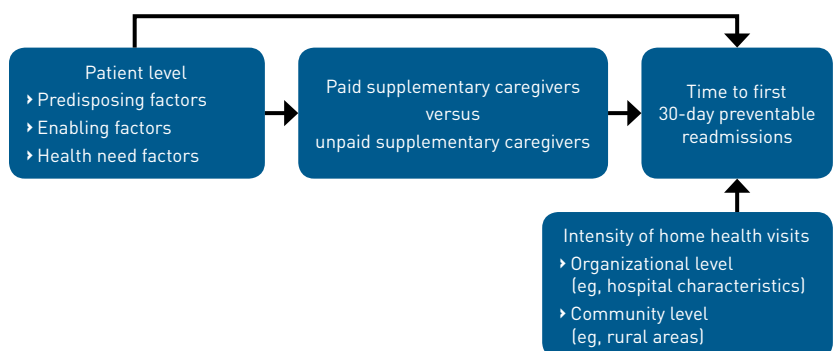 Patient level
› Predisposing factors
› Enabling factors
› Health need factors
Paid supplementary caregivers
versus
unpaid supplementary caregivers
Time to first
30-day preventable
readmissions
Intensity of home health visits
› Organizational level
(eg, hospital characteristics)
› Community level
(eg, rural areas)